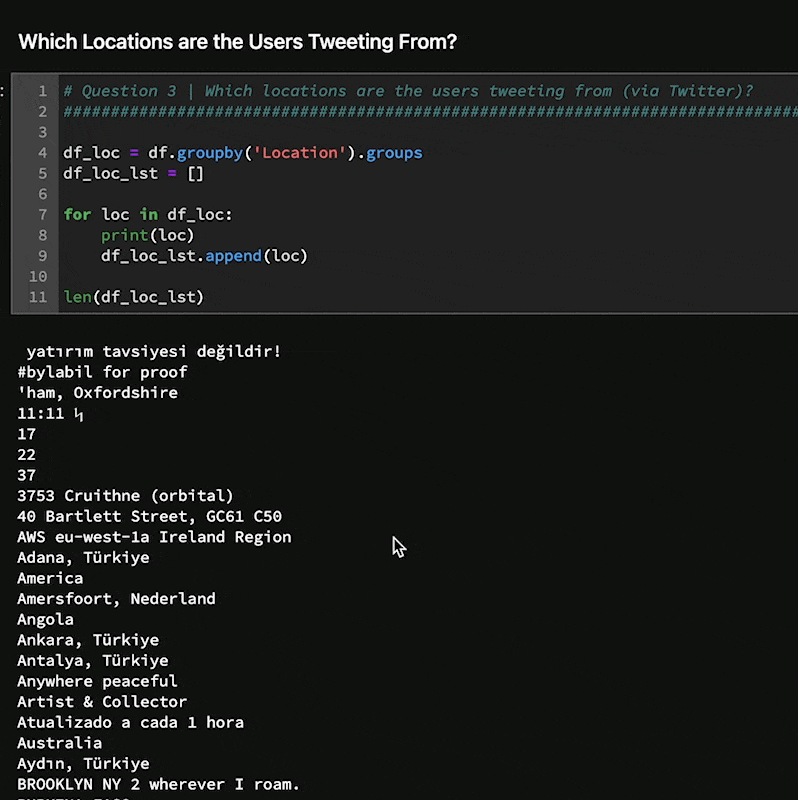 Which Locations are the Users Tweeting From?
:
1 # Question 3 | Which locations are the users tweeting from (via Twitter)?
2 ##############################################################################
3
4 df_loc = df.groupby('Location').groups
5 df_loc_lst = []
6
7 for loc in df_loc:
8     print(loc)
9     df_loc_lst.append(loc)
10
11 len(df_loc_lst)
yatırım tavsiyesi değildir!
#bylabil for proof
'ham, Oxfordshire
11:11
17
22
37
3753 Cruithne (orbital)
40 Bartlett Street, GC61 C50
AWS eu-west-1a Ireland Region
Adana, Türkiye
America
Amersfoort, Nederland
Angola
Ankara, Türkiye
Antalya, Türkiye
Anywhere peaceful
Artist & Collector
Atualizado a cada 1 hora
Australia
Aydın, Türkiye
BROOKLYN NY 2 wherever I roam.